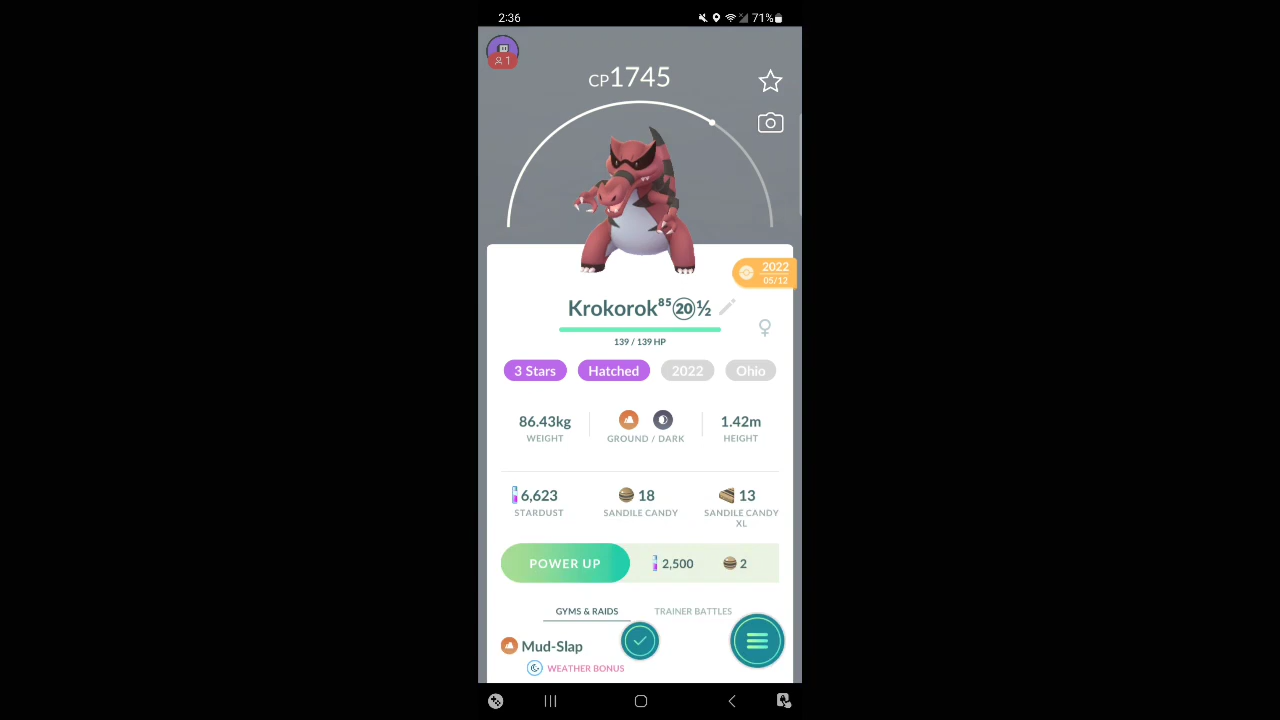 2:36
71%
1
CP1745
2022
05/12
Krokorok⁸⁵⑳½
139 / 139 HP
3 Stars Hatched 2022 Ohio
86.43kg
WEIGHT
GROUND / DARK
1.42m
HEIGHT
6,623
STARDUST
18
SANDILE CANDY
13
SANDILE CANDY
XL
POWER UP 2,500 2
GYMS & RAIDS TRAINER BATTLES
Mud-Slap
WEATHER BONUS